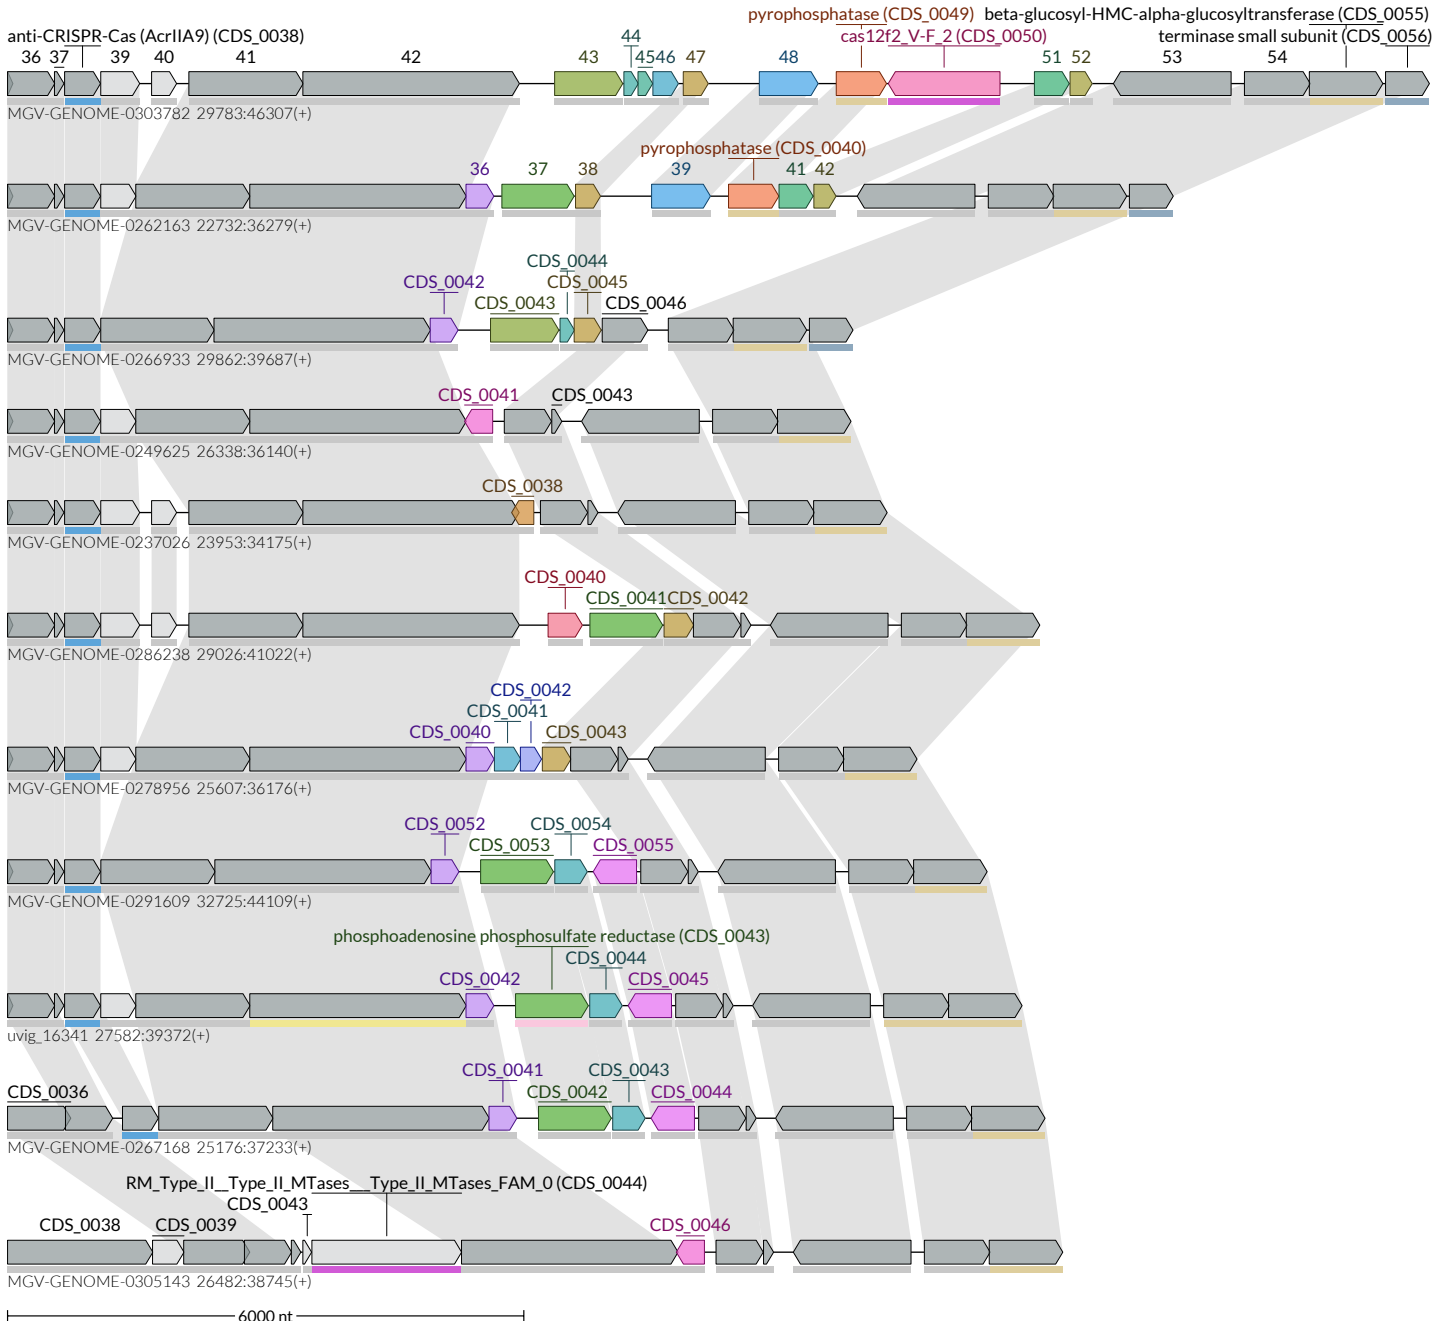 pyrophosphatase (CDS_0049) beta-glucosyl-HMC-alpha-glucosyltransferase (CDS_0055)
anti-CRISPR-Cas (AcrIIA9) (CDS_0038) 44 cas12f2_V-F_2 (CDS_0050) terminase small subunit (CDS_0056)
36 37 39 40 41 42 43 45 46 47 48 51 52 53 54
MGV-GENOME-0303782 29783:46307(+)
pyrophosphatase (CDS_0040)
36 37 38 39 41 42
MGV-GENOME-0262163 22732:36279(+)
CDS_0044
CDS_0042 CDS_0045
CDS_0043 CDS_0046
MGV-GENOME-0266933 29862:39687(+)
CDS_0041 CDS_0043
MGV-GENOME-0249625 26338:36140(+)
CDS_0038
MGV-GENOME-0237026 23953:34175(+)
CDS_0040
CDS_0041 CDS_0042
MGV-GENOME-0286238 29026:41022(+)
CDS_0042
CDS_0041
CDS_0040 CDS_0043
MGV-GENOME-0278956 25607:36176(+)
CDS_0052 CDS_0054
CDS_0053 CDS_0055
MGV-GENOME-0291609 32725:44109(+)
phosphoadenosine phosphosulfate reductase (CDS_0043)
CDS_0044
CDS_0042 CDS_0045
uvig_16341 27582:39372(+)
CDS_0041 CDS_0043
CDS_0036 CDS_0042 CDS_0044
MGV-GENOME-0267168 25176:37233(+)
RM_Type_II__Type_II_MTases__Type_II_MTases_FAM_0 (CDS_0044)
CDS_0043
CDS_0038 CDS_0039 CDS_0046
MGV-GENOME-0305143 26482:38745(+)
6000 nt